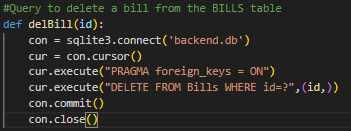 #Query to delete a bill from the BILLS table
def delBill(id):
    con = sqlite3.connect('backend.db')
    cur = con.cursor()
    cur.execute("PRAGMA foreign_keys = ON")
    cur.execute("DELETE FROM Bills WHERE id=?",(id,))
    con.commit()
    con.close()